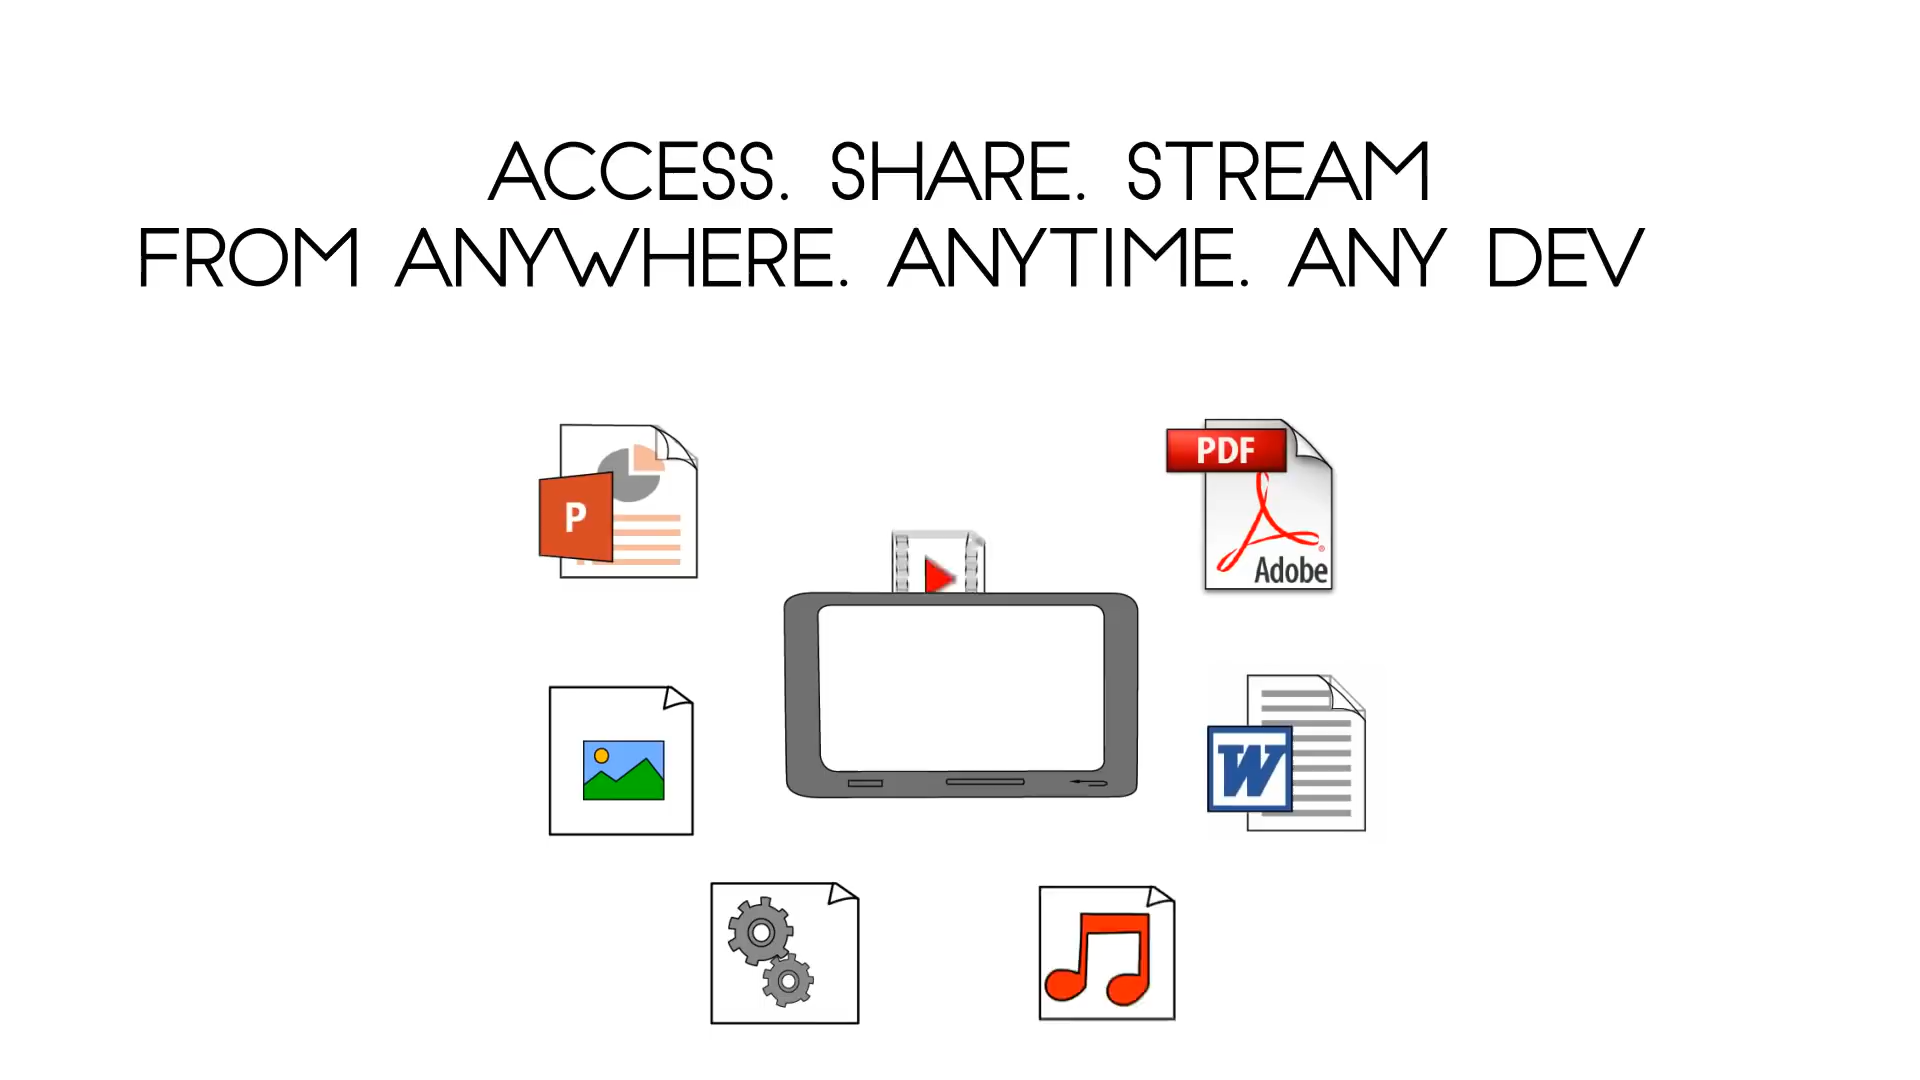 ACCESS. SHARE. STREAM
FROM ANYWHERE. ANYTIME. ANY DEV
P
PDF
Adobe
W